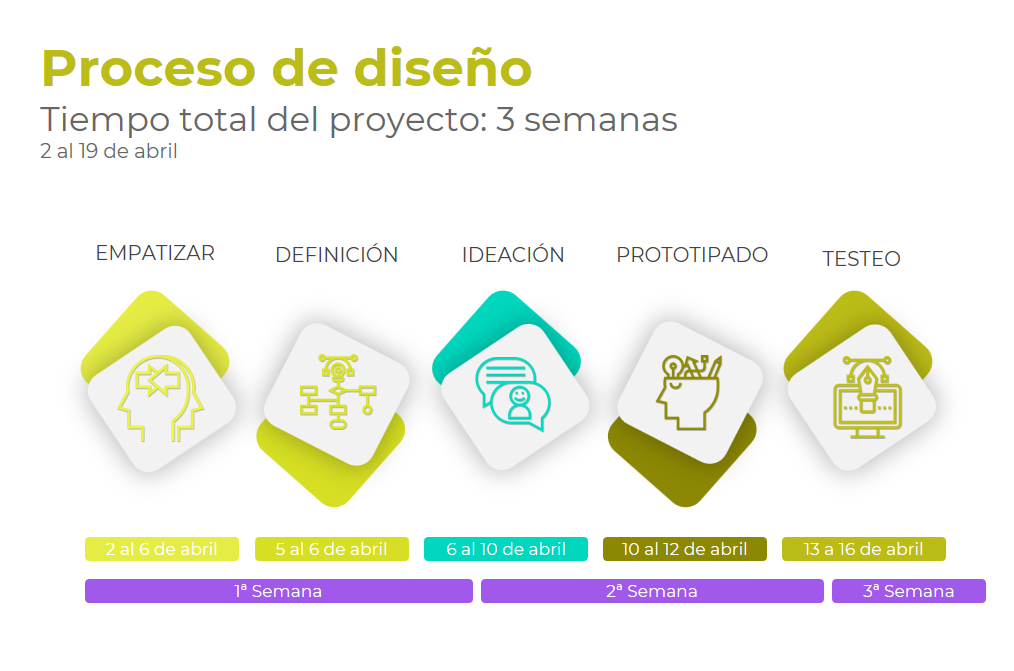 Proceso de diseño
Tiempo total del proyecto: 3 semanas
2 al 19 de abril
EMPATIZAR
DEFINICIÓN
IDEACIÓN
PROTOTIPADO
TESTEO
2 al 6 de abril
5 al 6 de abril
6 al 10 de abril
10 al 12 de abril
13 a 16 de abril
1ª Semana
2ª Semana
3ª Semana